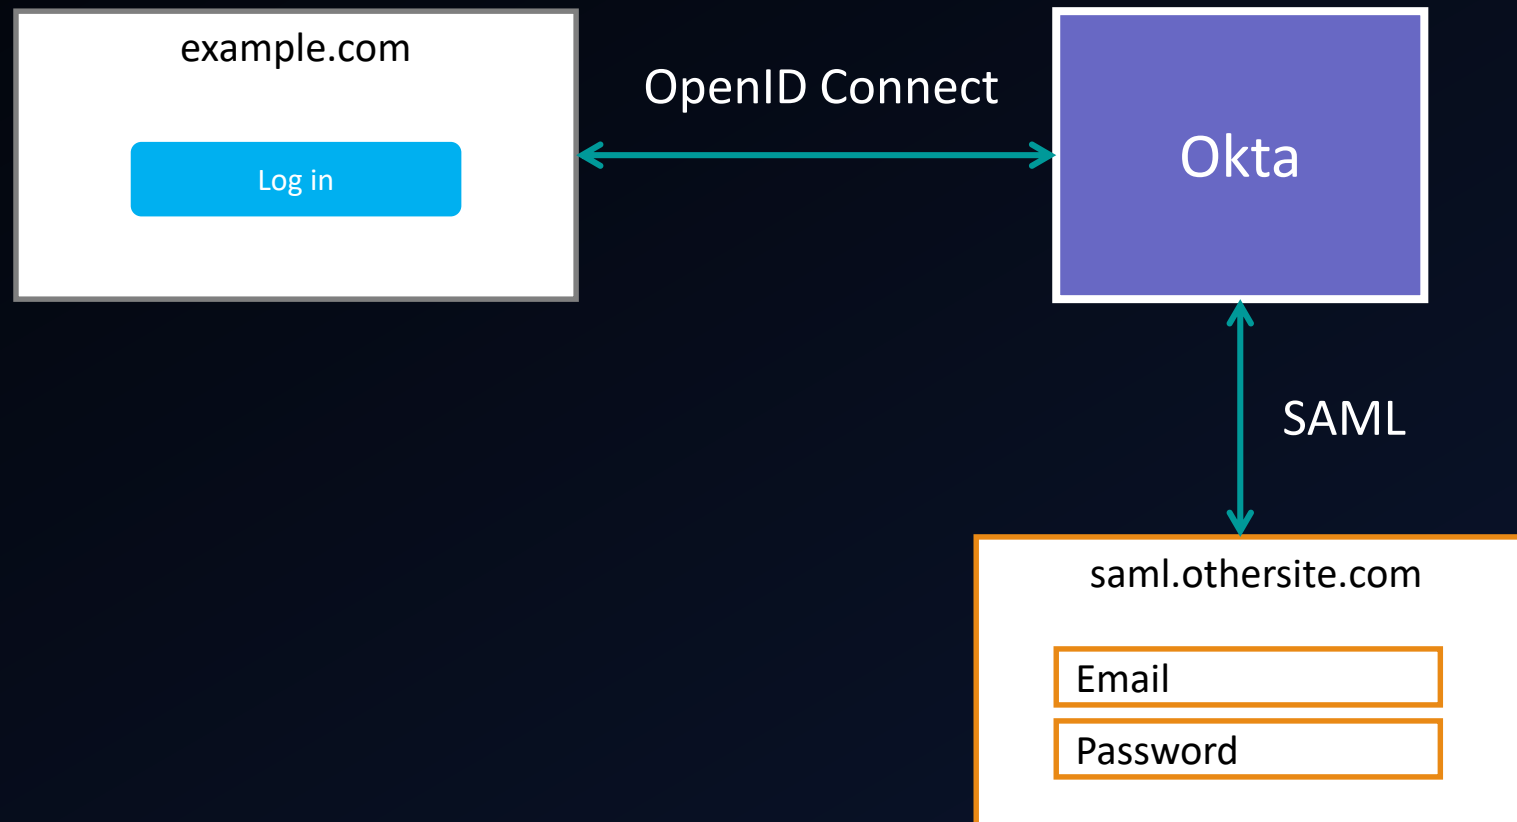 example.com
Log in
OpenID Connect
Okta
SAML
saml.othersite.com
Email
Password